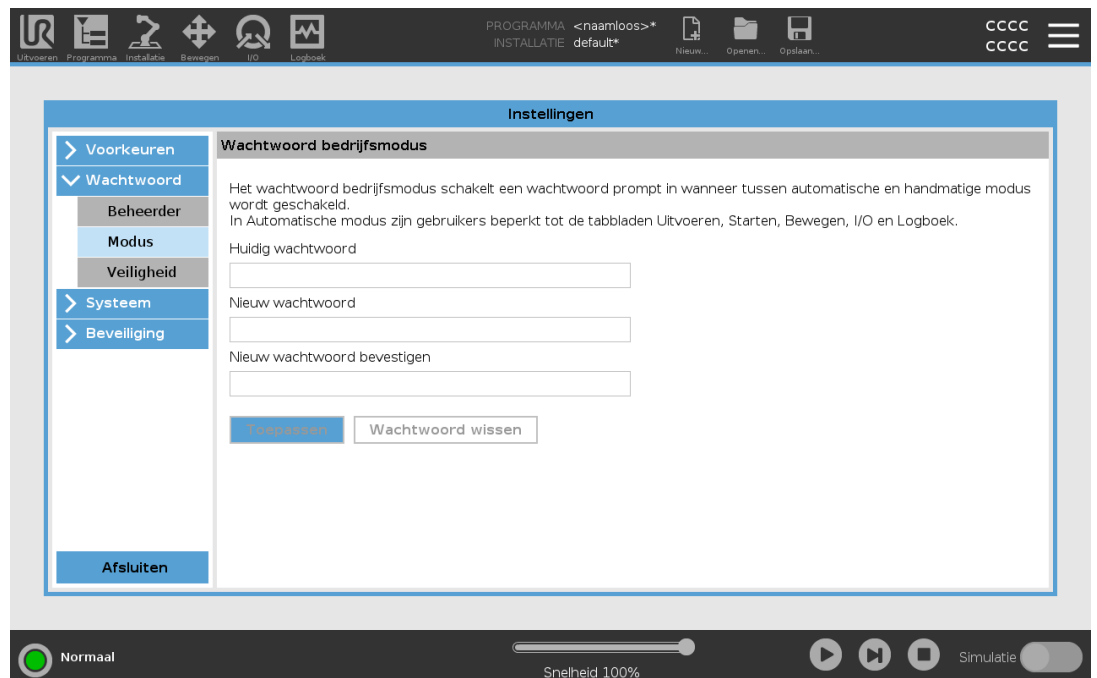 UR
PROGRAMMA <naamloos>*
INSTALLATIE default*
CCCC
CCCC
Uitvoeren Programma Installatie Bewegen I/O Logboek
Nieuw... Openen... Opslaan...
Instellingen
Voorkeuren
Wachtwoord
Beheerder
Modus
Veiligheid
Systeem
Beveiliging
Afsluiten
Wachtwoord bedrijfsmodus
Het wachtwoord bedrijfsmodus schakelt een wachtwoord prompt in wanneer tussen automatische en handmatige modus
wordt geschakeld.
In Automatische modus zijn gebruikers beperkt tot de tabbladen Uitvoeren, Starten, Bewegen, I/O en Logboek.
Huidig wachtwoord
Nieuw wachtwoord
Nieuw wachtwoord bevestigen
Toepassen Wachtwoord wissen
Normaal
Snelheid 100%
Simulatie